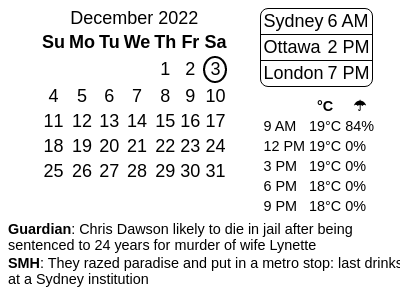 December 2022
Su Mo Tu We Th Fr Sa
1 2 3
4 5 6 7 8 9 10
11 12 13 14 15 16 17
18 19 20 21 22 23 24
25 26 27 28 29 30 31
Sydney 6 AM
Ottawa 2 PM
London 7 PM
°C ☂
9 AM 19°C 84%
12 PM 19°C 0%
3 PM 19°C 0%
6 PM 18°C 0%
9 PM 18°C 0%
Guardian: Chris Dawson likely to die in jail after being
sentenced to 24 years for murder of wife Lynette
SMH: They razed paradise and put in a metro stop: last drinks
at a Sydney institution